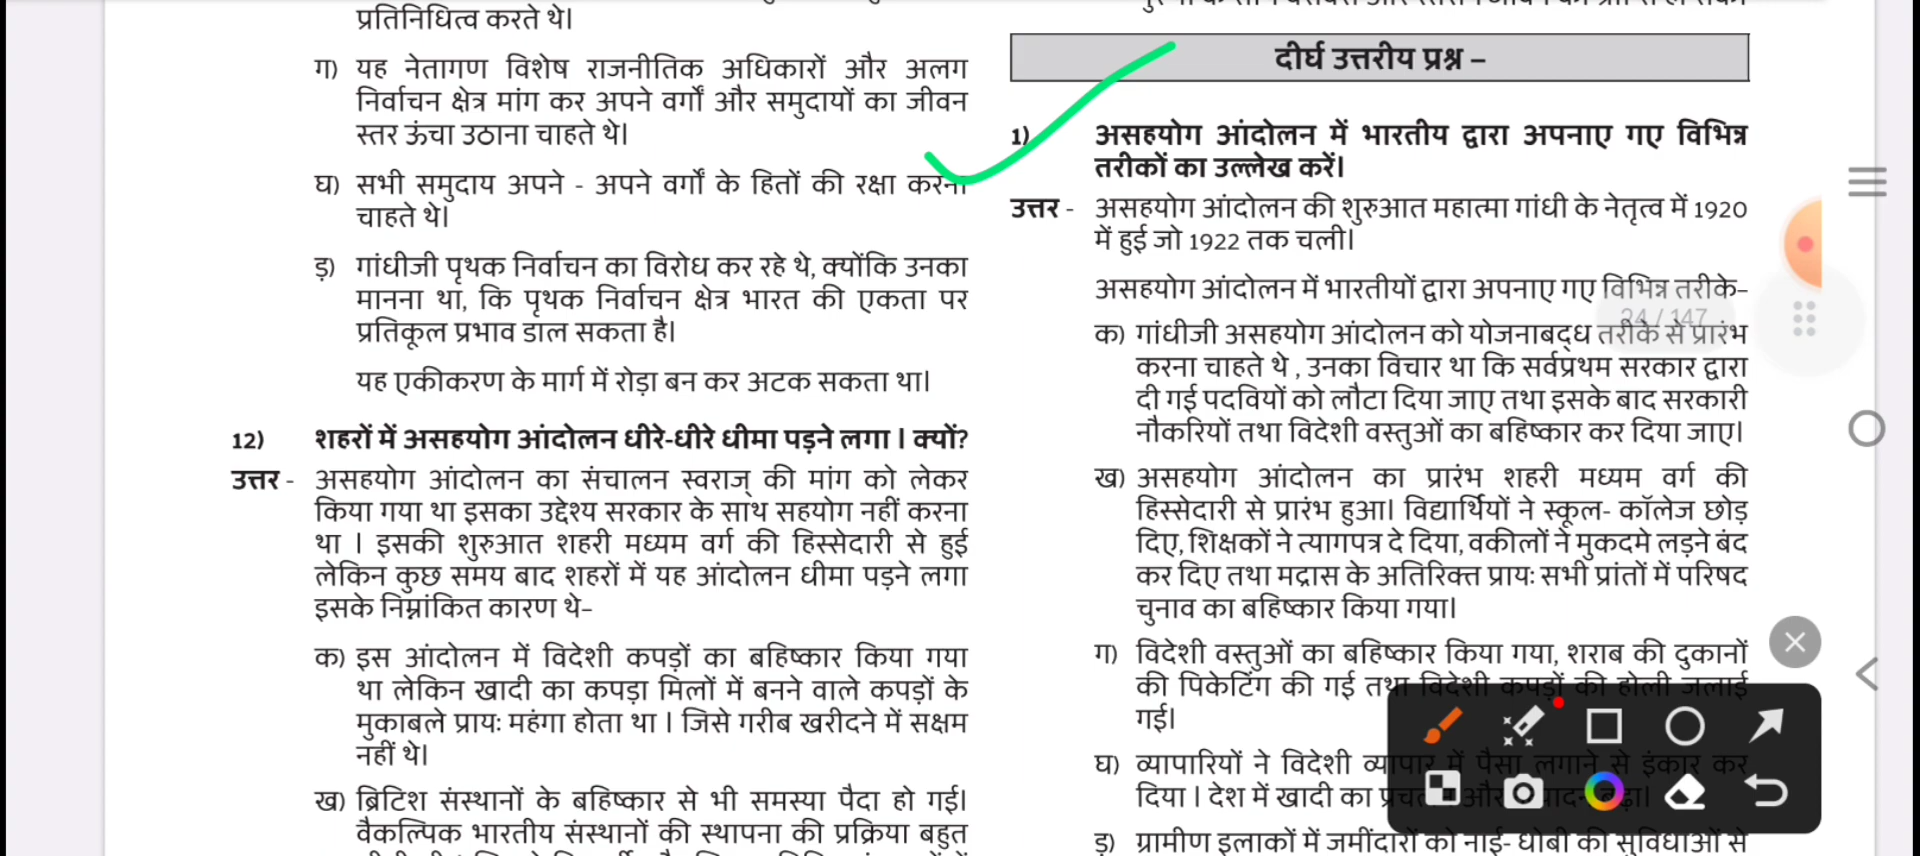 प्रतिनिधित्व करते थे।
ग) यह नेतागण विशेष राजनीतिक अधिकारों और अलग
निर्वाचन क्षेत्र मांग कर अपने वर्गों और समुदायों का जीवन
स्तर ऊंचा उठाना चाहते थे।
घ) सभी समुदाय अपने - अपने वर्गों के हितों की रक्षा करना
चाहते थे।
ड़) गांधीजी पृथक निर्वाचन का विरोध कर रहे थे, क्योंकि उनका
मानना था, कि पृथक निर्वाचन क्षेत्र भारत की एकता पर
प्रतिकूल प्रभाव डाल सकता है।
यह एकीकरण के मार्ग में रोड़ा बन कर अटक सकता था।
12) शहरों में असहयोग आंदोलन धीरे-धीरे धीमा पड़ने लगा। क्यों?
उत्तर - असहयोग आंदोलन का संचालन स्वराज् की मांग को लेकर
किया गया था इसका उद्देश्य सरकार के साथ सहयोग नहीं करना
था । इसकी शुरुआत शहरी मध्यम वर्ग की हिस्सेदारी से हुई
लेकिन कुछ समय बाद शहरों में यह आंदोलन धीमा पड़ने लगा
इसके निम्नांकित कारण थे–
क) इस आंदोलन में विदेशी कपड़ों का बहिष्कार किया गया
था लेकिन खादी का कपड़ा मिलों में बनने वाले कपड़ों के
मुकाबले प्रायः महंगा होता था । जिसे गरीब खरीदने में सक्षम
नहीं थे।
ख) ब्रिटिश संस्थानों के बहिष्कार से भी समस्या पैदा हो गई।
वैकल्पिक भारतीय संस्थानों की स्थापना की प्रक्रिया बहुत
दीर्घ उत्तरीय प्रश्न –
1) असहयोग आंदोलन में भारतीय द्वारा अपनाए गए विभिन्न
तरीकों का उल्लेख करें।
उत्तर - असहयोग आंदोलन की शुरुआत महात्मा गांधी के नेतृत्व में 1920
में हुई जो 1922 तक चली।
असहयोग आंदोलन में भारतीयों द्वारा अपनाए गए विभिन्न तरीके–
24 / 147
क) गांधीजी असहयोग आंदोलन को योजनाबद्ध तरीके से प्रारंभ
करना चाहते थे , उनका विचार था कि सर्वप्रथम सरकार द्वारा
दी गई पदवियों को लौटा दिया जाए तथा इसके बाद सरकारी
नौकरियों तथा विदेशी वस्तुओं का बहिष्कार कर दिया जाए।
ख) असहयोग आंदोलन का प्रारंभ शहरी मध्यम वर्ग की
हिस्सेदारी से प्रारंभ हुआ। विद्यार्थियों ने स्कूल- कॉलेज छोड़
दिए, शिक्षकों ने त्यागपत्र दे दिया, वकीलों ने मुकदमे लड़ने बंद
कर दिए तथा मद्रास के अतिरिक्त प्रायः सभी प्रांतों में परिषद
चुनाव का बहिष्कार किया गया।
ग) विदेशी वस्तुओं का बहिष्कार किया गया, शराब की दुकानों
की पिकेटिंग की गई तथा विदेशी कपड़ों की होली जलाई
गई।
घ) व्यापारियों ने विदेशी व्यापार में पैसा लगाने से इंकार कर
दिया । देश में खादी का
ड़) ग्रामीण इलाकों में जमींदारों को नाई- धोबी की सुविधाओं से